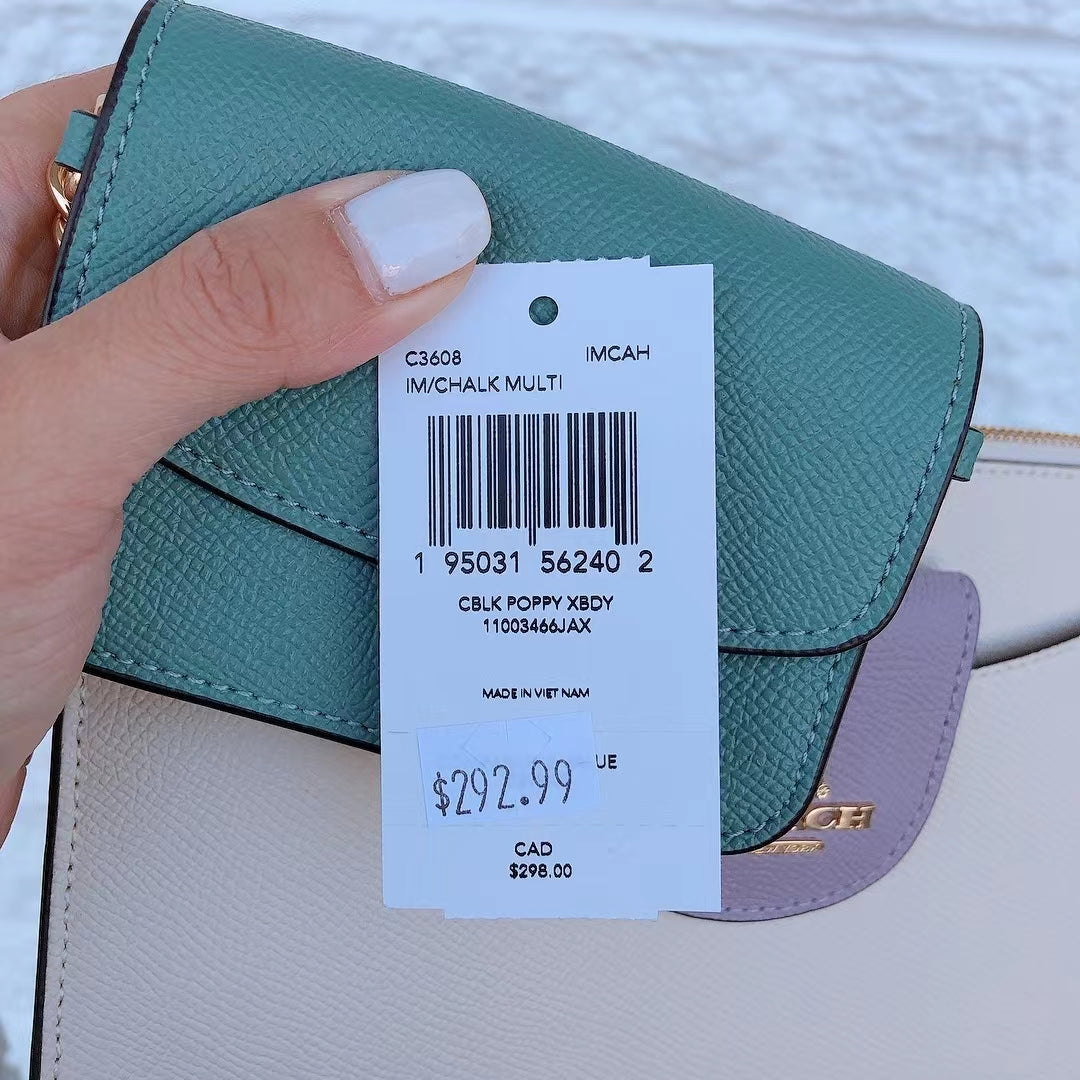 C3608 IMCAH
IM/CHALK MULTI
1 95031 56240 2
CBLK POPPY XBDY
11003466JAX
MADE IN VIET NAM
UE
$292.99
CAD
$298.00